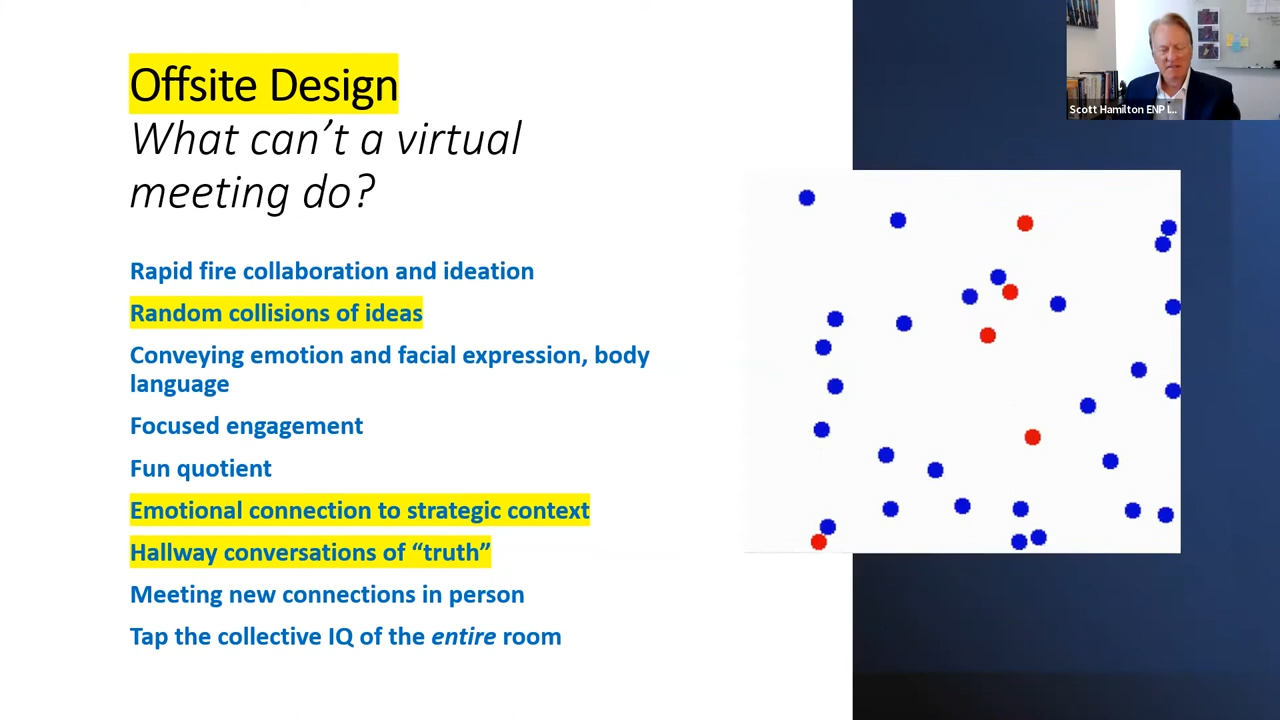 Offsite Design
What can’t a virtual
meeting do?
Rapid fire collaboration and ideation
Random collisions of ideas
Conveying emotion and facial expression, body
language
Focused engagement
Fun quotient
Emotional connection to strategic context
Hallway conversations of “truth”
Meeting new connections in person
Tap the collective IQ of the entire room
Scott Hamilton ENP L...